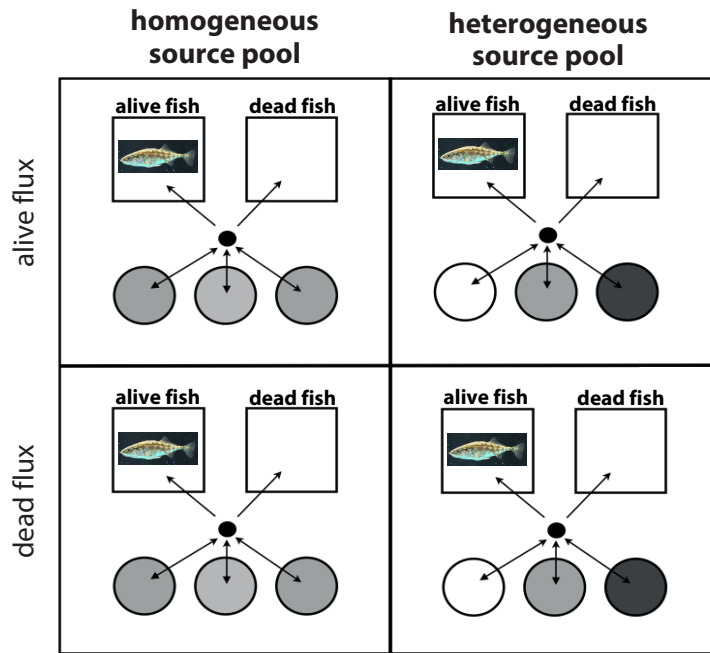 homogeneous
source pool
heterogeneous
source pool
alive flux
alive fish
dead fish
alive fish
dead fish
dead flux
alive fish
dead fish
alive fish
dead fish